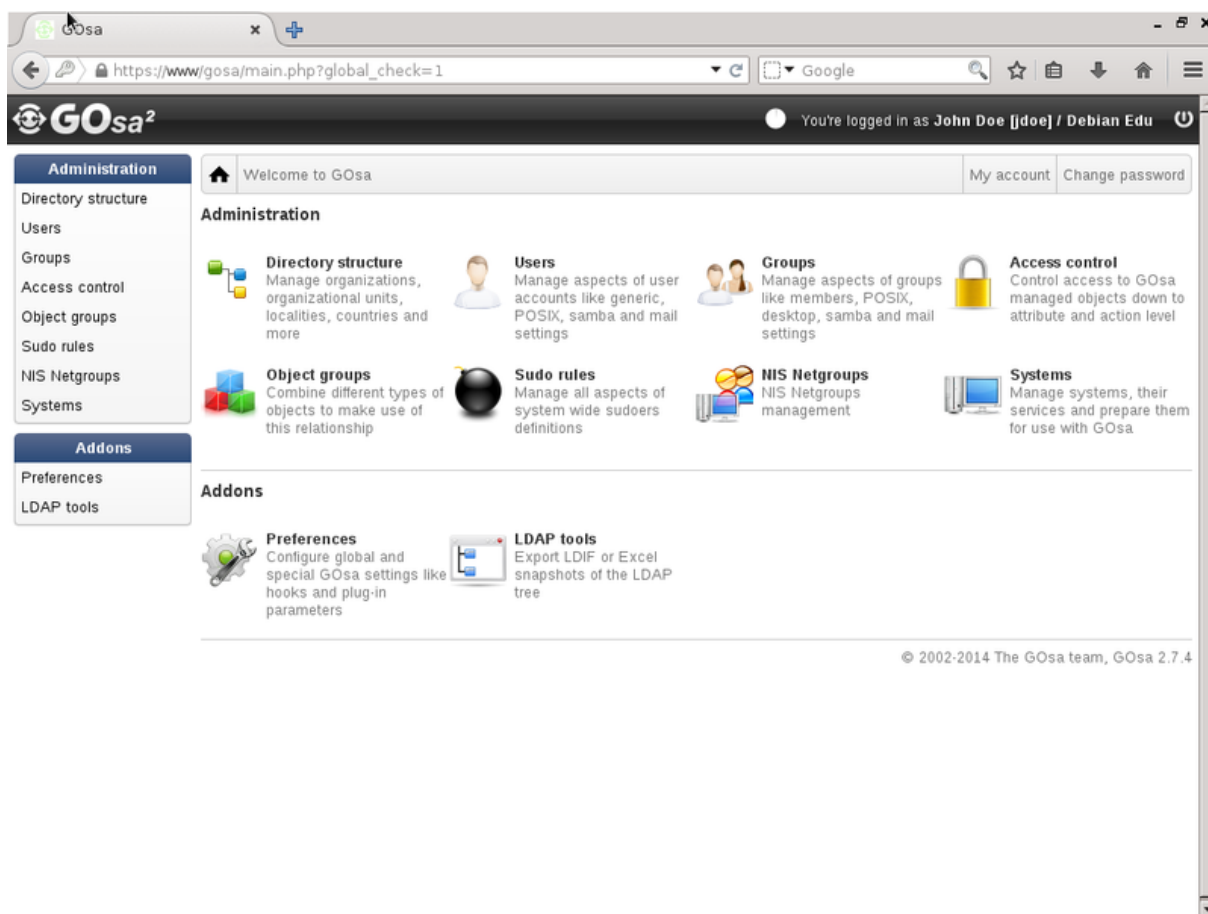 GOsa
https://www/gosa/main.php?global_check=1
Google
GOsa²
You're logged in as John Doe [jdoe] / Debian Edu
Administration
Directory structure
Users
Groups
Access control
Object groups
Sudo rules
NIS Netgroups
Systems
Addons
Preferences
LDAP tools
Welcome to GOsa
My account
Change password
Administration
Directory structure
Manage organizations,
organizational units,
localities, countries and
more
Users
Manage aspects of user
accounts like generic,
POSIX, samba and mail
settings
Groups
Manage aspects of groups
like members, POSIX,
desktop, samba and mail
settings
Access control
Control access to GOsa
managed objects down to
attribute and action level
Object groups
Combine different types of
objects to make use of
this relationship
Sudo rules
Manage all aspects of
system wide sudoers
definitions
NIS Netgroups
NIS Netgroups
management
Systems
Manage systems, their
services and prepare them
for use with GOsa
Addons
Preferences
Configure global and
special GOsa settings like
hooks and plug-in
parameters
LDAP tools
Export LDIF or Excel
snapshots of the LDAP
tree
© 2002-2014 The GOsa team, GOsa 2.7.4